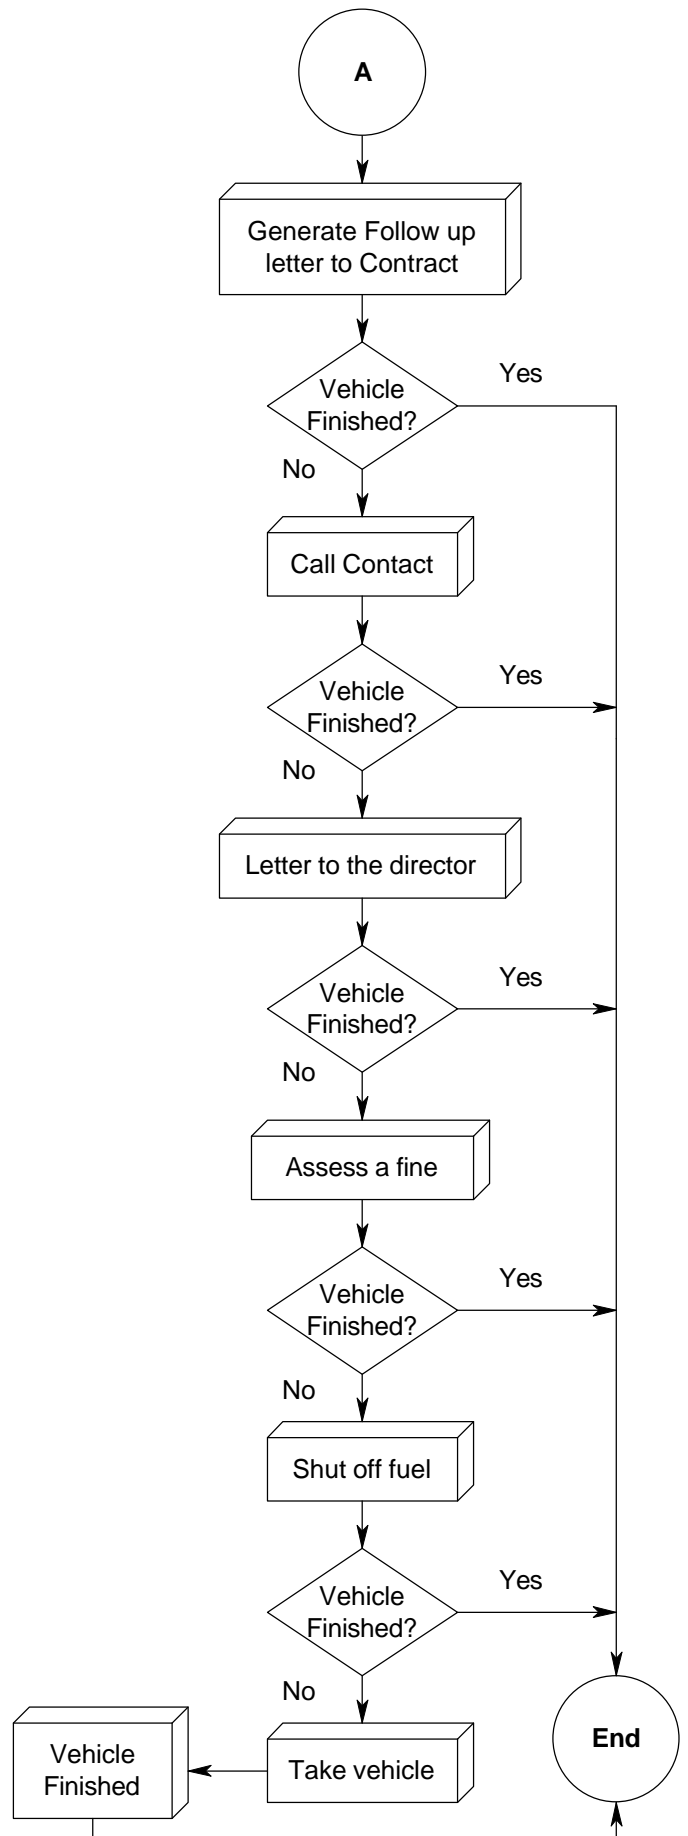 A
Generate Follow up
letter to Contract
Vehicle
Finished?
Yes
No
Call Contact
Vehicle
Finished?
Yes
No
Letter to the director
Vehicle
Finished?
Yes
No
Assess a fine
Vehicle
Finished?
Yes
No
Shut off fuel
Vehicle
Finished?
Yes
No
Vehicle
Finished
Take vehicle
End